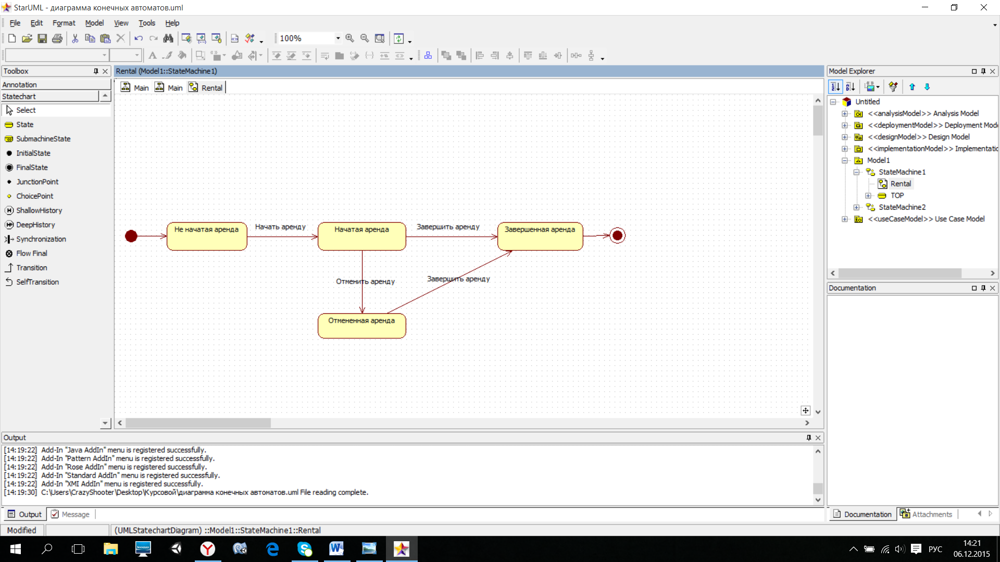 StarUML - диаграмма конечных автоматов.uml
File Edit Format Model View Tools Help
100%
Toolbox
Annotation
Statechart
Select
State
SubmachineState
InitialState
FinalState
JunctionPoint
ChoicePoint
ShallowHistory
DeepHistory
Synchronization
Flow Final
Transition
SelfTransition
Rental (Model1::StateMachine1)
Main Main Rental
Не начатая аренда
Начать аренду
Начатая аренда
Завершить аренду
Завершенная аренда
Отменить аренду
Завершить аренду
Отмененная аренда
Model Explorer
Untitled
<<analysisModel>> Analysis Model
<<deploymentModel>> Deployment Mode
<<designModel>> Design Model
<<implementationModel>> Implementatic
Model1
StateMachine1
Rental
TOP
StateMachine2
<<useCaseModel>> Use Case Model
Documentation
Documentation Attachments
Output
[14:19:22] Add-In "Java AddIn" menu is registered successfully.
[14:19:22] Add-In "Pattern AddIn" menu is registered successfully.
[14:19:22] Add-In "Rose AddIn" menu is registered successfully.
[14:19:22] Add-In "Standard AddIn" menu is registered successfully.
[14:19:22] Add-In "XMI AddIn" menu is registered successfully.
[14:19:30] C:\Users\CrazyShooter\Desktop\Курсовой\диаграмма конечных автоматов.uml File reading complete.
Output Message
Modified
(UMLStatechartDiagram) ::Model1::StateMachine1::Rental
РУС
14:21
06.12.2015